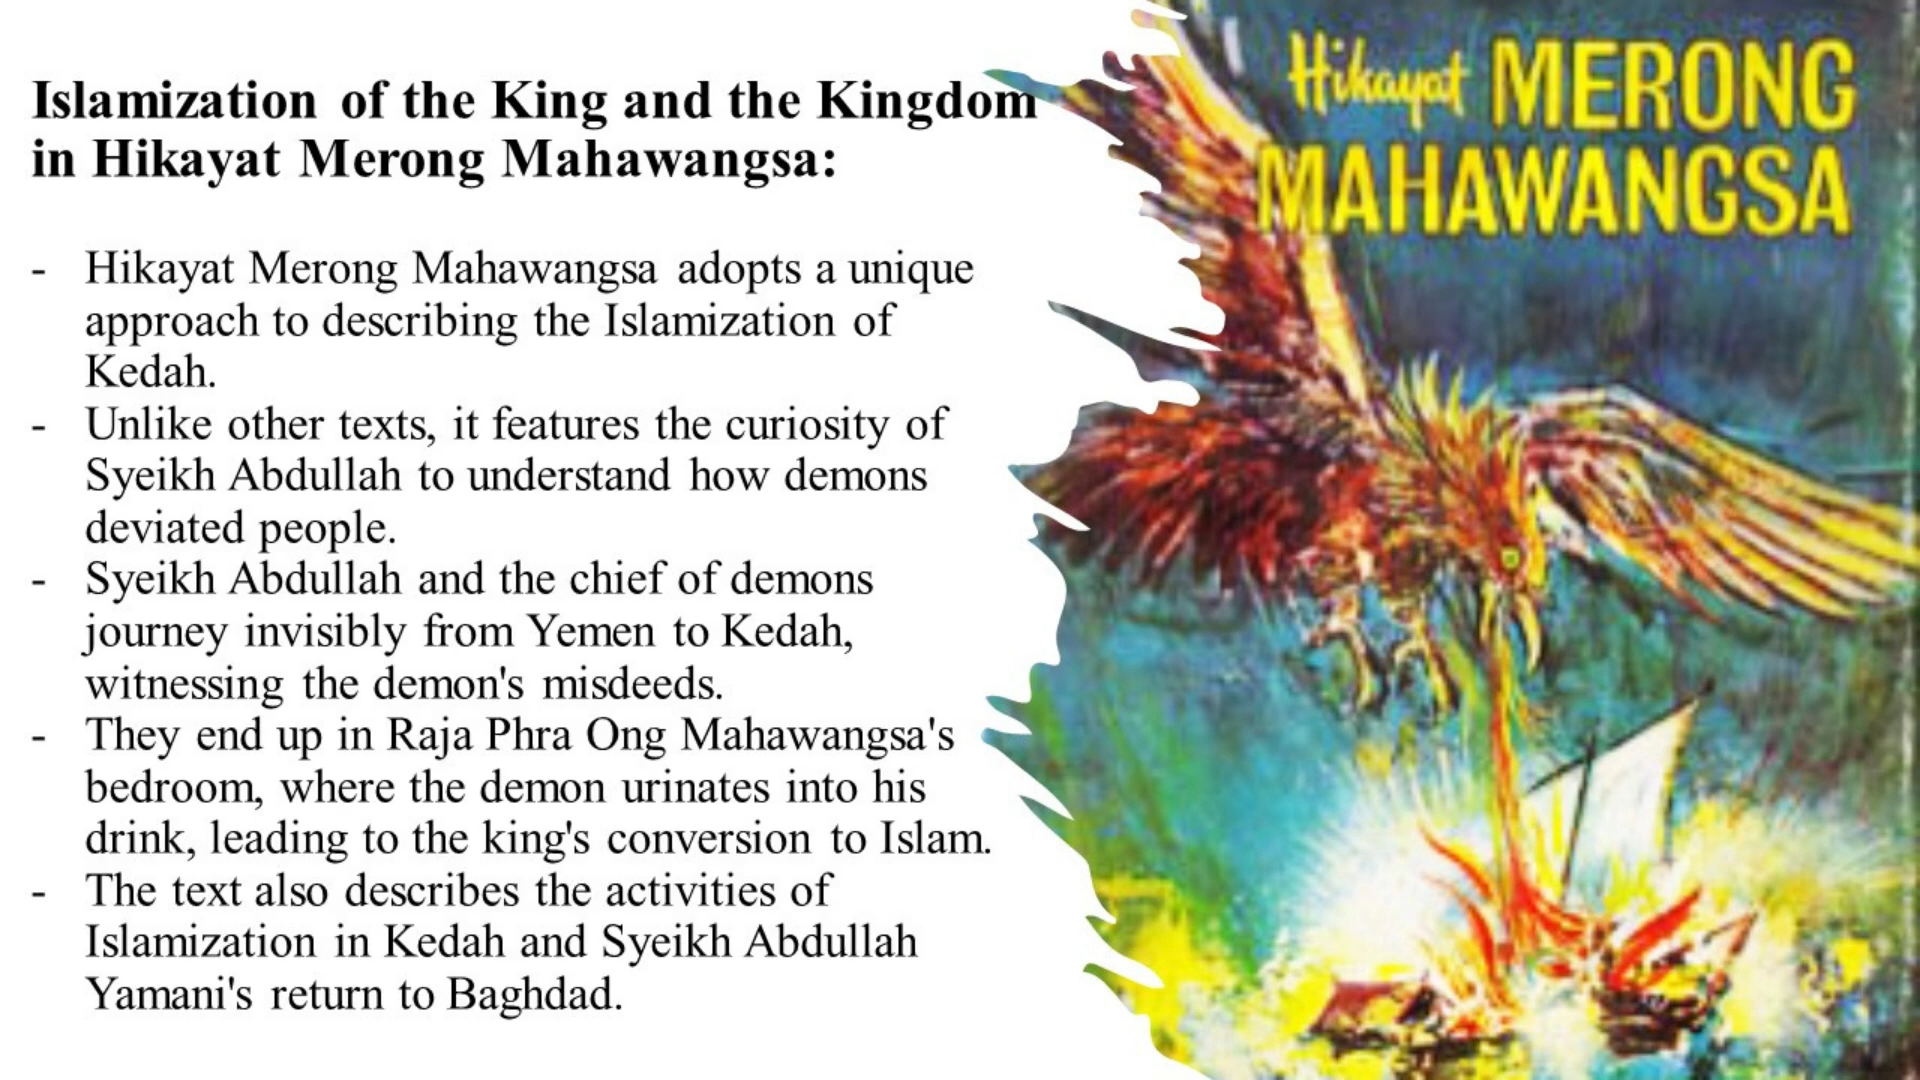 Islamization of the King and the Kingdom
in Hikayat Merong Mahawangsa:
- Hikayat Merong Mahawangsa adopts a unique
approach to describing the Islamization of
Kedah.
- Unlike other texts, it features the curiosity of
Syeikh Abdullah to understand how demons
deviated people.
- Syeikh Abdullah and the chief of demons
journey invisibly from Yemen to Kedah,
witnessing the demon's misdeeds.
- They end up in Raja Phra Ong Mahawangsa's
bedroom, where the demon urinates into his
drink, leading to the king's conversion to Islam.
- The text also describes the activities of
Islamization in Kedah and Syeikh Abdullah
Yamani's return to Baghdad.
Hikayat MERONG
MAHAWANGSA